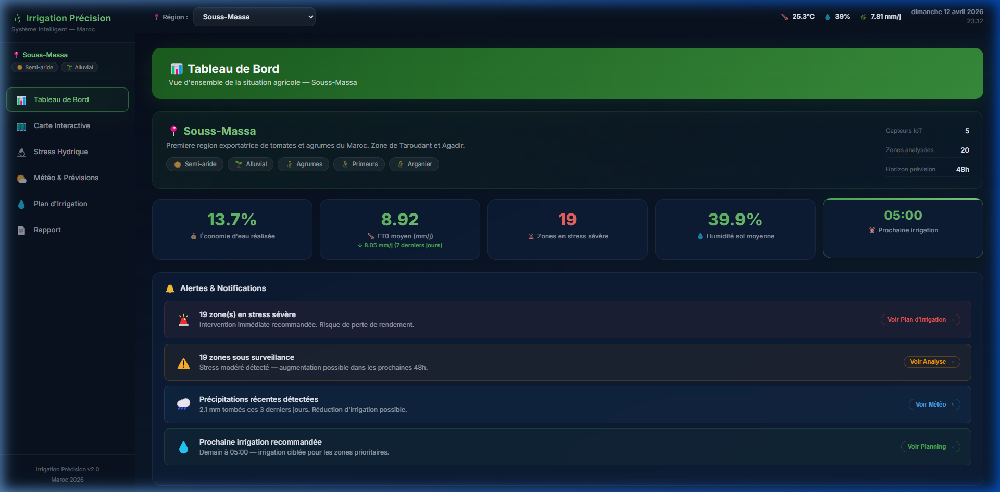 Irrigation Précision
Système Intelligent — Maroc
Souss-Massa
Semi-aride
Alluvial
Tableau de Bord
Carte Interactive
Stress Hydrique
Météo & Prévisions
Plan d'Irrigation
Rapport
Irrigation Précision v2.0
Maroc 2026
Région :
Souss-Massa
25.3°C
39%
7.81 mm/j
dimanche 12 avril 2026
23:12
Tableau de Bord
Vue d'ensemble de la situation agricole — Souss-Massa
Souss-Massa
Premiere region exportatrice de tomates et agrumes du Maroc. Zone de Taroudant et Agadir.
Semi-aride
Alluvial
Agrumes
Primeurs
Arganier
Capteurs IoT 5
Zones analysées 20
Horizon prévision 48h
13.7%
Économie d'eau réalisée
8.92
ET0 moyen (mm/j)
↓ 8.05 mm/j (7 derniers jours)
19
Zones en stress sévère
39.9%
Humidité sol moyenne
05:00
Prochaine irrigation
Alertes & Notifications
19 zone(s) en stress sévère
Intervention immédiate recommandée. Risque de perte de rendement.
Voir Plan d'Irrigation →
19 zones sous surveillance
Stress modéré détecté — augmentation possible dans les prochaines 48h.
Voir Analyse →
Précipitations récentes détectées
2.1 mm tombés ces 3 derniers jours. Réduction d'irrigation possible.
Voir Météo →
Prochaine irrigation recommandée
Demain à 05:00 — irrigation ciblée pour les zones prioritaires.
Voir Planning →